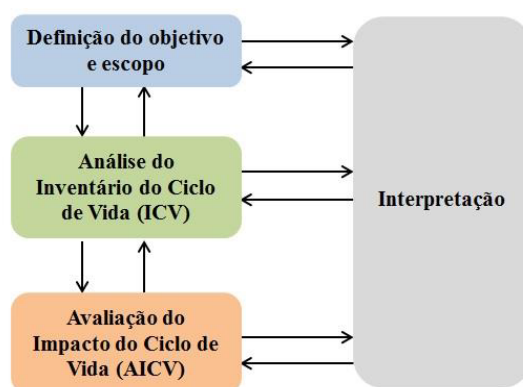 Definição do objetivo
e escopo
Análise do
Inventário do Ciclo
de Vida (ICV)
Interpretação
Avaliação do
Impacto do Ciclo de
Vida (AICV)